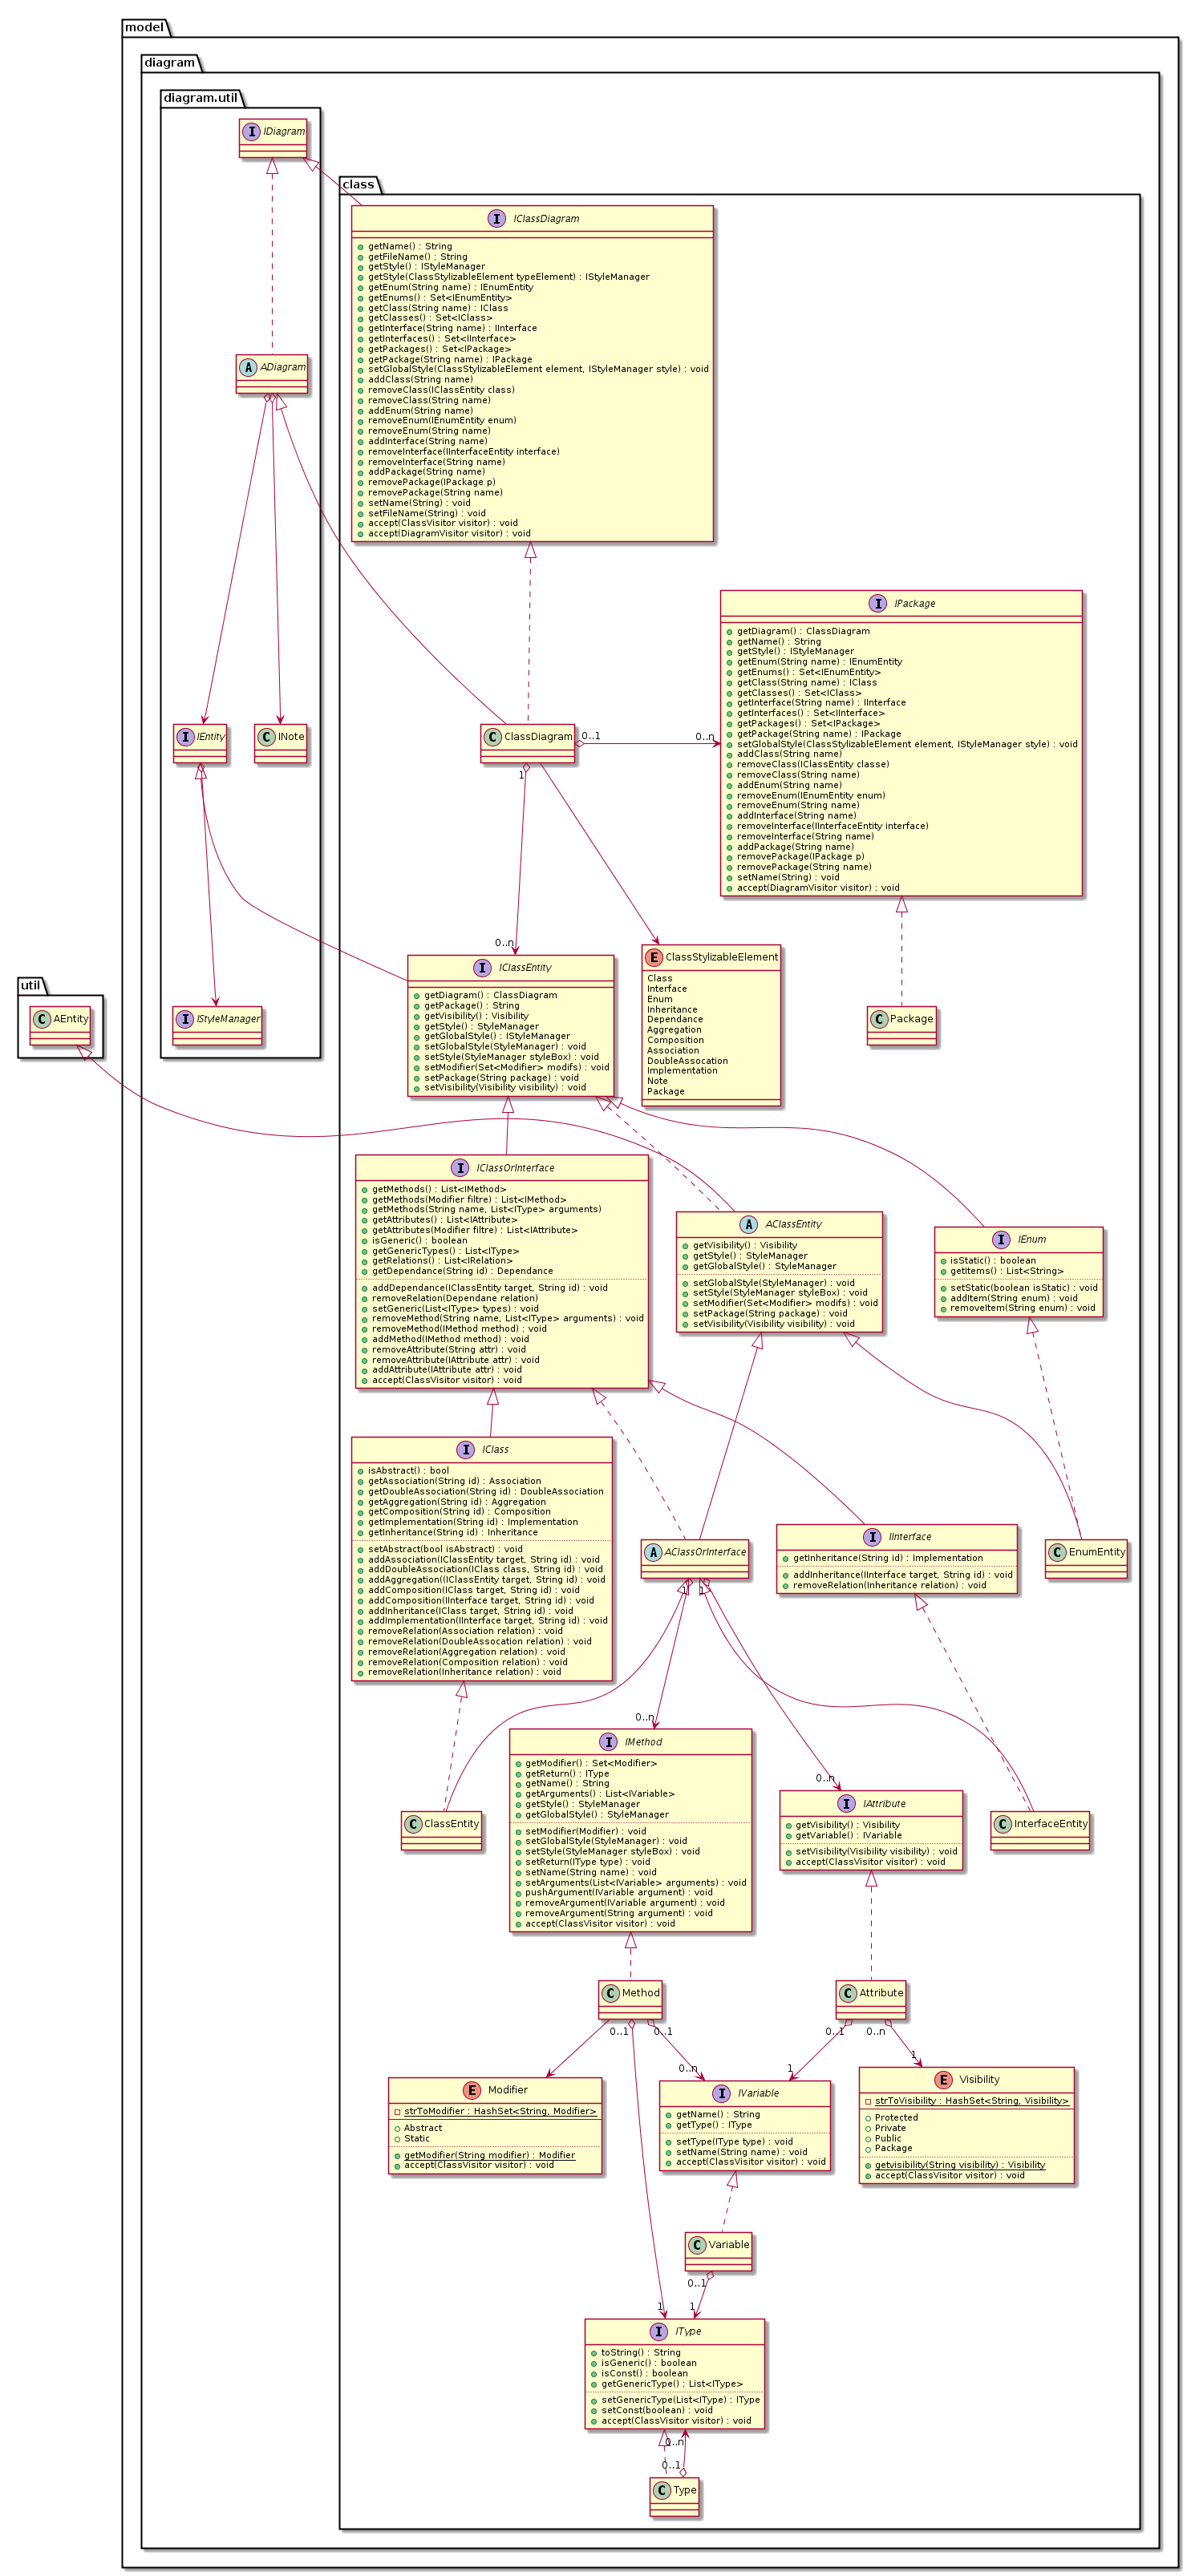 model
diagram
diagram.util
I IDiagram
class
I IClassDiagram
getName() : String
getFileName() : String
getStyle() : IStyleManager
getStyle(ClassStylizableElement typeElement) : IStyleManager
getEnum(String name) : IEnumEntity
getEnums() : Set<IEnumEntity>
getClass(String name) : IClass
getClasses() : Set<IClass>
getInterface(String name) : IInterface
getInterfaces() : Set<IInterface>
getPackages() : Set<IPackage>
getPackage(String name) : IPackage
setGlobalStyle(ClassStylizableElement element, IStyleManager style) : void
addClass(String name)
removeClass(IClassEntity class)
removeClass(String name)
addEnum(String name)
removeEnum(IEnumEntity enum)
removeEnum(String name)
addInterface(String name)
removeInterface(IInterfaceEntity interface)
removeInterface(String name)
addPackage(String name)
removePackage(IPackage p)
removePackage(String name)
setName(String) : void
setFileName(String) : void
accept(ClassVisitor visitor) : void
accept(DiagramVisitor visitor) : void
A ADiagram
I IPackage
getDiagram() : ClassDiagram
getName() : String
getStyle() : IStyleManager
getEnum(String name) : IEnumEntity
getEnums() : Set<IEnumEntity>
getClass(String name) : IClass
getClasses() : Set<IClass>
getInterface(String name) : IInterface
getInterfaces() : Set<IInterface>
getPackages() : Set<IPackage>
getPackage(String name) : IPackage
setGlobalStyle(ClassStylizableElement element, IStyleManager style) : void
addClass(String name)
removeClass(IClassEntity classe)
removeClass(String name)
addEnum(String name)
removeEnum(IEnumEntity enum)
removeEnum(String name)
addInterface(String name)
removeInterface(IInterfaceEntity interface)
removeInterface(String name)
addPackage(String name)
removePackage(IPackage p)
removePackage(String name)
setName(String) : void
accept(DiagramVisitor visitor) : void
I IEntity
C INote
C ClassDiagram
0..1
0..n
1
0..n
I IClassEntity
getDiagram() : ClassDiagram
getPackage() : String
getVisibility() : Visibility
getStyle() : StyleManager
getGlobalStyle() : IStyleManager
setGlobalStyle(StyleManager) : void
setStyle(StyleManager styleBox) : void
setModifier(Set<Modifier> modifs) : void
setPackage(String package) : void
setVisibility(Visibility visibility) : void
E ClassStylizableElement
Class
Interface
Enum
Inheritance
Dependance
Aggregation
Composition
Association
DoubleAssocation
Implementation
Note
Package
C Package
util
C AEntity
I IStyleManager
I IClassOrInterface
getMethods() : List<IMethod>
getMethods(Modifier filtre) : List<IMethod>
getMethods(String name, List<IType> arguments)
getAttributes() : List<IAttribute>
getAttributes(Modifier filtre) : List<IAttribute>
isGeneric() : boolean
getGenericTypes() : List<IType>
getRelations() : List<IRelation>
getDependance(String id) : Dependance
addDependance(IClassEntity target, String id) : void
removeRelation(Dependane relation)
setGeneric(List<IType> types) : void
removeMethod(String name, List<IType> arguments) : void
removeMethod(IMethod method) : void
addMethod(IMethod method) : void
removeAttribute(String attr) : void
removeAttribute(IAttribute attr) : void
addAttribute(IAttribute attr) : void
accept(ClassVisitor visitor) : void
A AClassEntity
getVisibility() : Visibility
getStyle() : StyleManager
getGlobalStyle() : StyleManager
setGlobalStyle(StyleManager) : void
setStyle(StyleManager styleBox) : void
setModifier(Set<Modifier> modifs) : void
setPackage(String package) : void
setVisibility(Visibility visibility) : void
I IEnum
isStatic() : boolean
getItems() : List<String>
setStatic(boolean isStatic) : void
addItem(String enum) : void
removeItem(String enum) : void
I IClass
isAbstract() : bool
getAssociation(String id) : Association
getDoubleAssociation(String id) : DoubleAssociation
getAggregation(String id) : Aggregation
getComposition(String id) : Composition
getImplementation(String id) : Implementation
getInheritance(String id) : Inheritance
setAbstract(bool isAbstract) : void
addAssociation(IClassEntity target, String id) : void
addDoubleAssociation(IClass class, String id) : void
addAggregation((IClassEntity target, String id) : void
addComposition(IClass target, String id) : void
addComposition(IInterface target, String id) : void
addInheritance(IClass target, String id) : void
addImplementation(IInterface target, String id) : void
removeRelation(Association relation) : void
removeRelation(DoubleAssocation relation) : void
removeRelation(Aggregation relation) : void
removeRelation(Composition relation) : void
removeRelation(Inheritance relation) : void
A AClassOrInterface
I IInterface
getInheritance(String id) : Implementation
addInheritance(IInterface target, String id) : void
removeRelation(Inheritance relation) : void
C EnumEntity
1
1
0..n
0..n
I IMethod
getModifier() : Set<Modifier>
getReturn() : IType
getName() : String
getArguments() : List<IVariable>
getStyle() : StyleManager
getGlobalStyle() : StyleManager
setModifier(Modifier) : void
setGlobalStyle(StyleManager) : void
setStyle(StyleManager styleBox) : void
setReturn(IType type) : void
setName(String name) : void
setArguments(List<IVariable> arguments) : void
pushArgument(IVariable argument) : void
removeArgument(IVariable argument) : void
removeArgument(String argument) : void
accept(ClassVisitor visitor) : void
C ClassEntity
I IAttribute
getVisibility() : Visibility
getVariable() : IVariable
setVisibility(Visibility visibility) : void
accept(ClassVisitor visitor) : void
C InterfaceEntity
C Method
C Attribute
0..1
0..1
0..1
0..n
0..n
1
1
E Modifier
strToModifier : HashSet<String, Modifier>
Abstract
Static
getModifier(String modifier) : Modifier
accept(ClassVisitor visitor) : void
I IVariable
getName() : String
getType() : IType
setType(IType type) : void
setName(String name) : void
accept(ClassVisitor visitor) : void
E Visibility
strToVisibility : HashSet<String, Visibility>
Protected
Private
Public
Package
getvisibility(String visibility) : Visibility
accept(ClassVisitor visitor) : void
C Variable
0..1
1
1
I IType
toString() : String
isGeneric() : boolean
isConst() : boolean
getGenericType() : List<IType>
setGenericType(List<IType) : IType
setConst(boolean) : void
accept(ClassVisitor visitor) : void
0..n
0..1
C Type